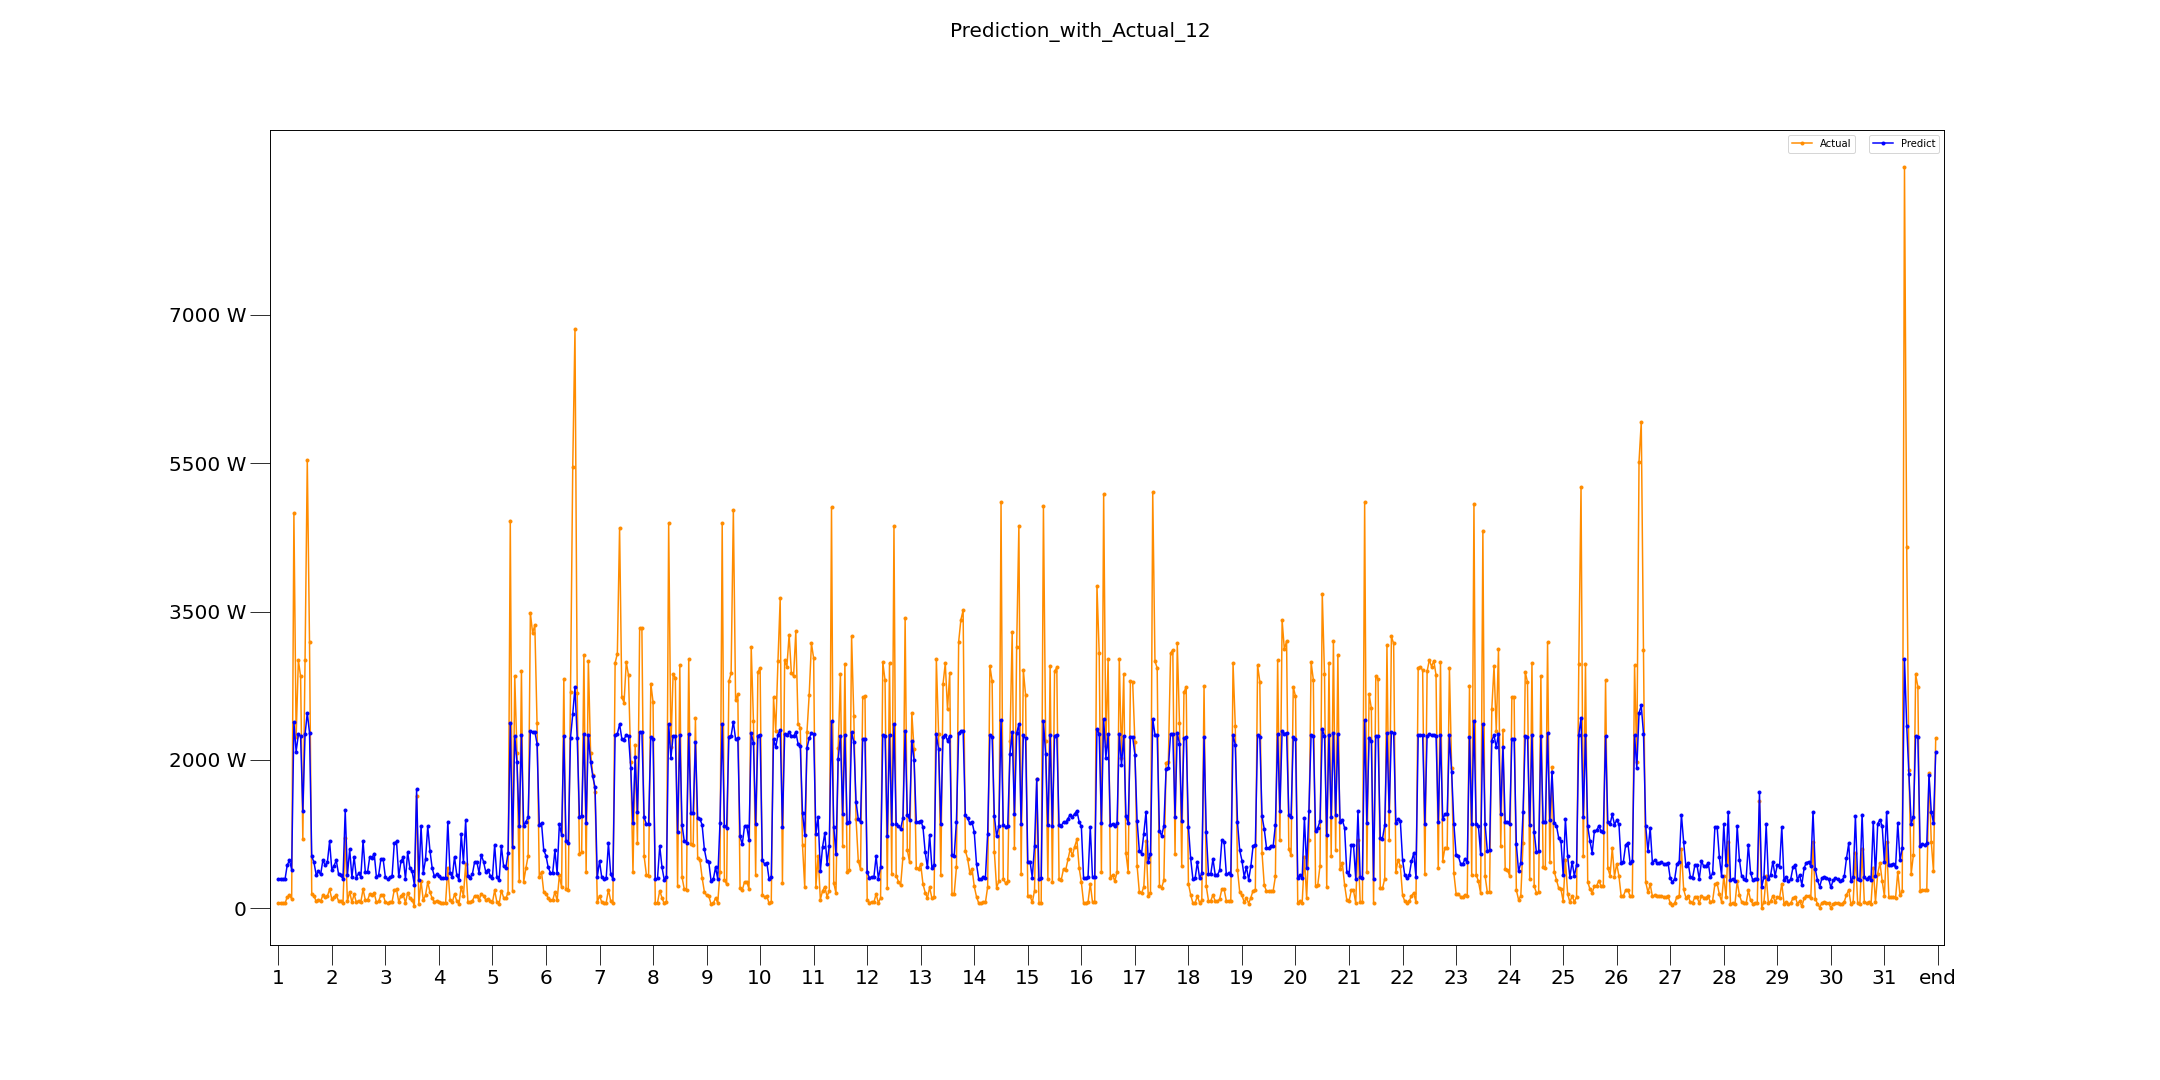 Prediction_with_Actual_12
Actual Predict
7000 W
5500 W
3500 W
2000 W
0
1 2 3 4 5 6 7 8 9 10 11 12 13 14 15 16 17 18 19 20 21 22 23 24 25 26 27 28 29 30 31 end